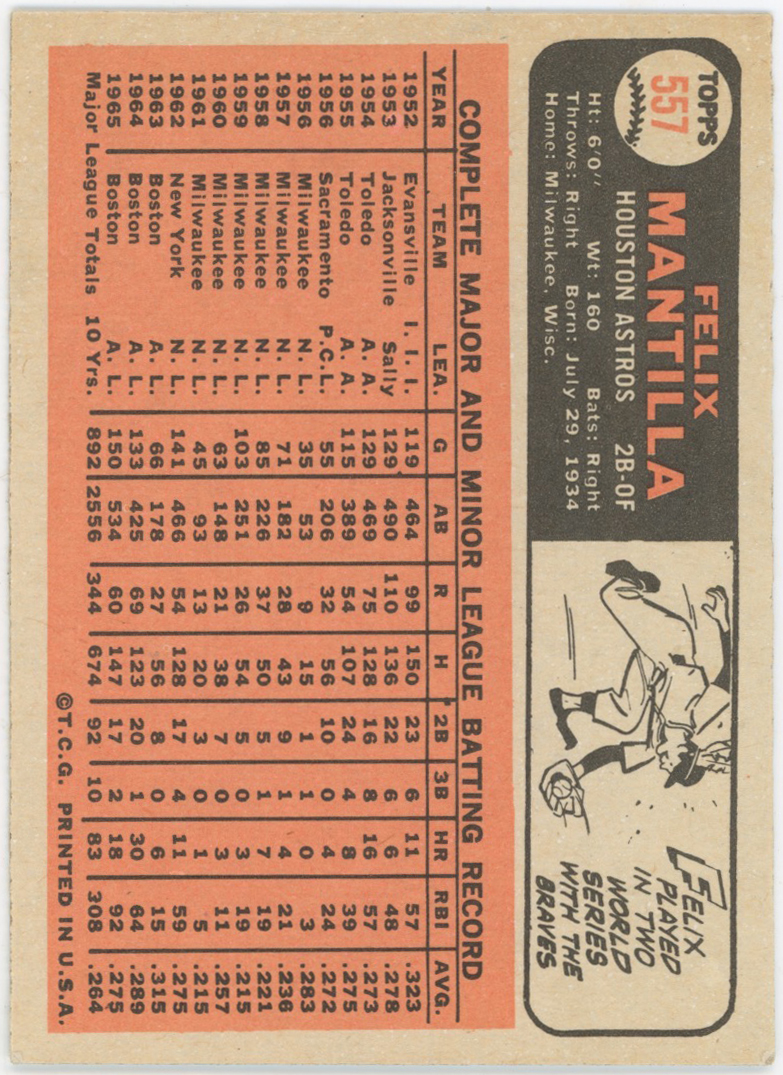 TOPPS
557
FELIX
MANTILLA
HOUSTON ASTROS 2B-OF
Ht: 6'0" Wt: 160 Bats: Right
Throws: Right Born: July 29, 1934
Home: Milwaukee, Wisc.
FELIX
PLAYED
IN TWO
WORLD
SERIES
WITH THE
BRAVES
COMPLETE MAJOR AND MINOR LEAGUE BATTING RECORD
YEAR TEAM LEA. G AB R H 2B 3B HR RBI AVG.
1952 Evansville I. I. I. 119 464 99 150 23 6 11 57 .323
1953 Jacksonville Sally 129 490 110 136 22 6 6 48 .278
1954 Toledo A. A. 129 469 75 128 16 8 16 57 .273
1955 Toledo A. A. 115 389 54 107 24 4 8 39 .275
1956 Sacramento P.C.L. 55 206 32 56 10 0 4 24 .272
1956 Milwaukee N. L. 35 53 9 15 1 1 0 3 .283
1957 Milwaukee N. L. 71 182 28 43 9 1 4 21 .236
1958 Milwaukee N. L. 85 226 37 50 5 1 7 19 .221
1959 Milwaukee N. L. 103 251 26 54 5 0 3 19 .215
1960 Milwaukee N. L. 63 148 21 38 7 0 3 11 .257
1961 Milwaukee N. L. 45 93 13 20 3 0 1 5 .215
1962 New York N. L. 141 466 54 128 17 4 11 59 .275
1963 Boston A. L. 66 178 27 56 8 0 6 15 .315
1964 Boston A. L. 133 425 69 123 20 1 30 64 .289
1965 Boston A. L. 150 534 60 147 17 2 18 92 .275
Major League Totals 10 Yrs. 892 2556 344 674 92 10 83 308 .264
©T.C.G. PRINTED IN U.S.A.